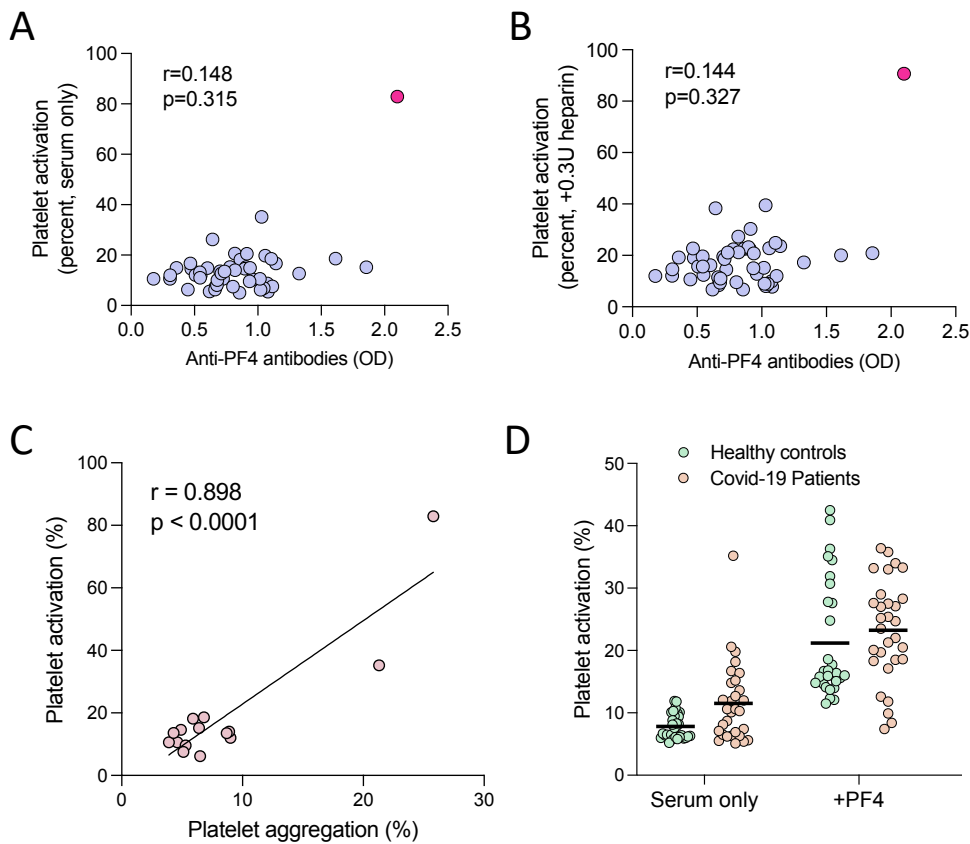 A
r=0.148
p=0.315
Platelet activation
(percent, serum only)
100
80
60
40
20
0
0.0 0.5 1.0 1.5 2.0 2.5
Anti-PF4 antibodies (OD)
B
r=0.144
p=0.327
Platelet activation
(percent, +0.3U heparin)
100
80
60
40
20
0
0.0 0.5 1.0 1.5 2.0 2.5
Anti-PF4 antibodies (OD)
C
r = 0.898
p < 0.0001
Platelet activation (%)
100
80
60
40
20
0
0 10 20 30
Platelet aggregation (%)
D
Healthy controls
Covid-19 Patients
Platelet activation (%)
50
40
30
20
10
0
Serum only +PF4